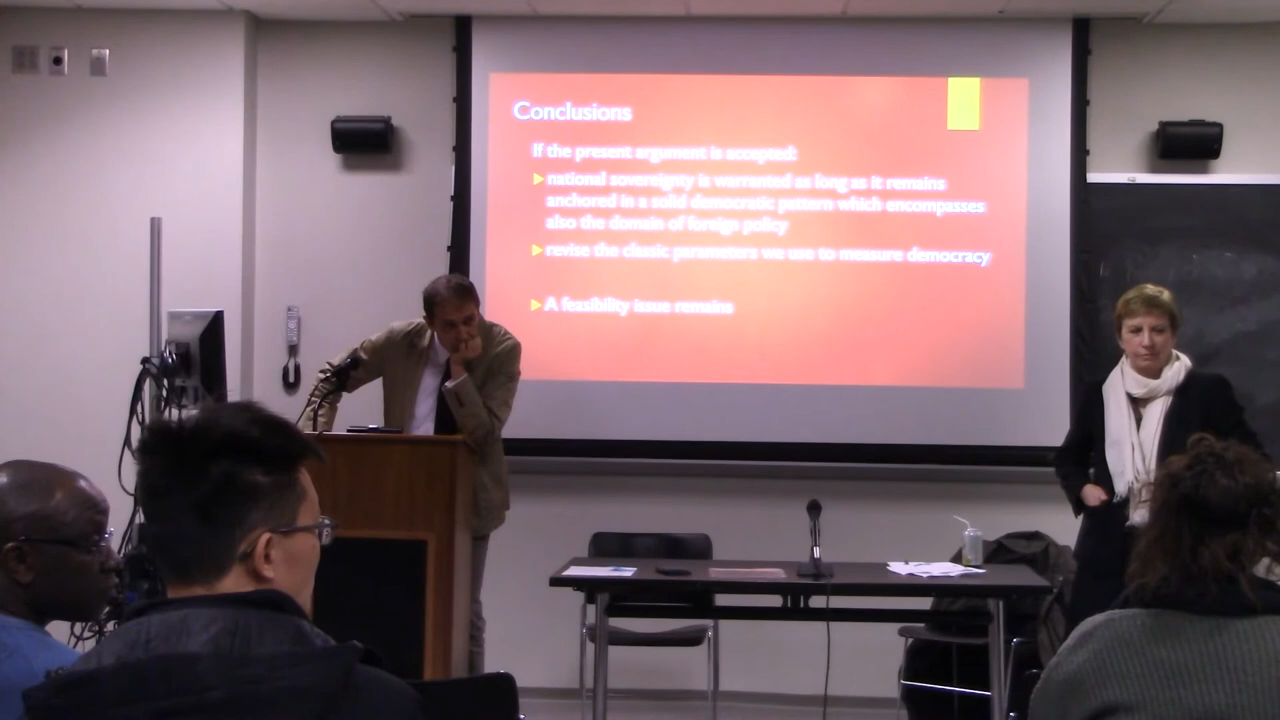 Conclusions
If the present argument is accepted:
national sovereignty is warranted as long as it remains
anchored in a solid democratic pattern which encompasses
also the domain of foreign policy
revise the classic parameters we use to measure democracy
A feasibility issue remains